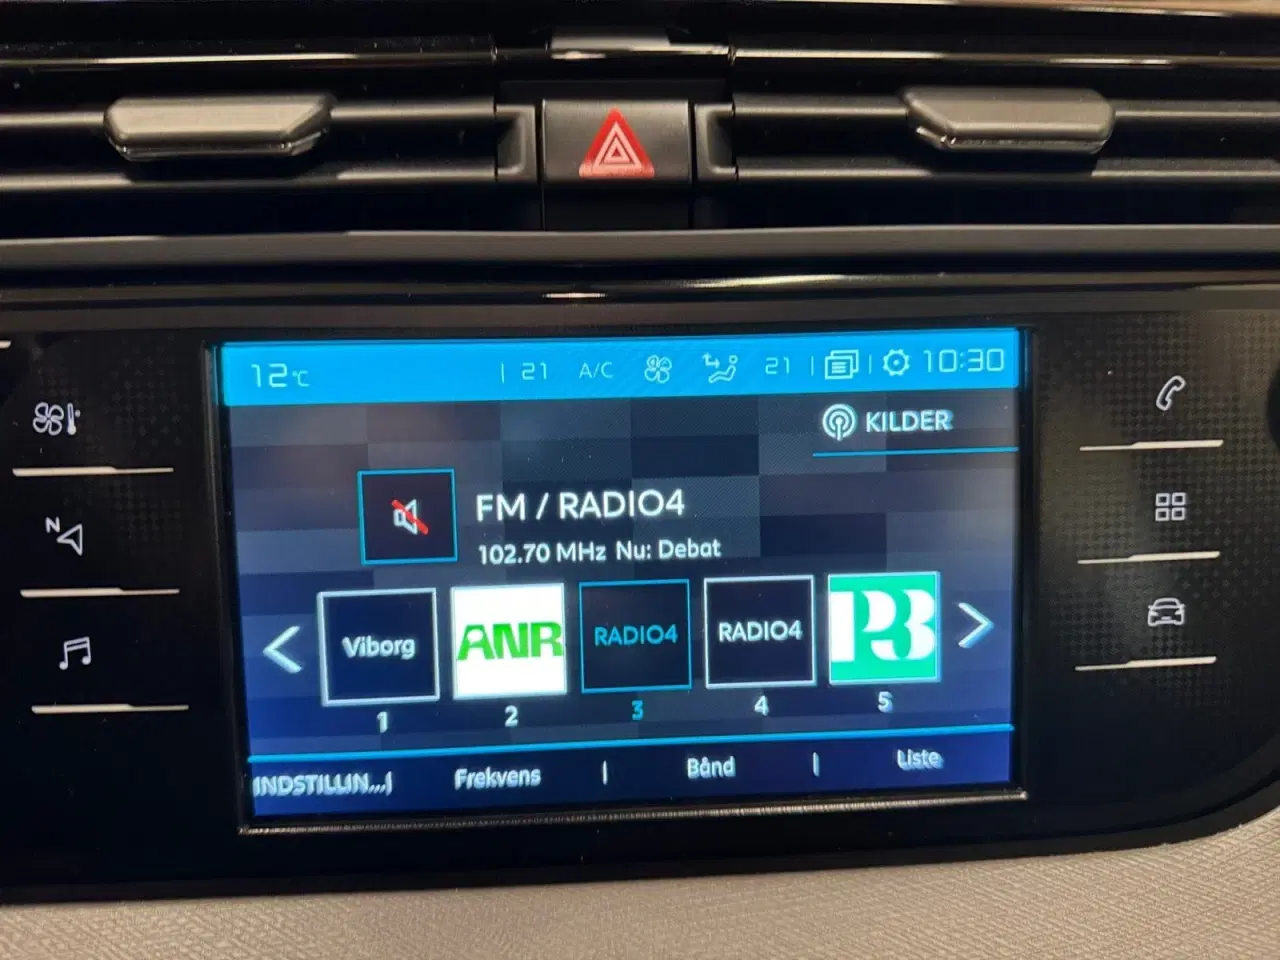 12°C | 21 A/C 21 | | 10:30
KILDER
FM / RADIO4
102.70 MHz Nu: Debat
Viborg ANR RADIO4 RADIO4 P3
1 2 3 4 5
INDSTILLIN...| Frekvens | Bånd | Liste
N